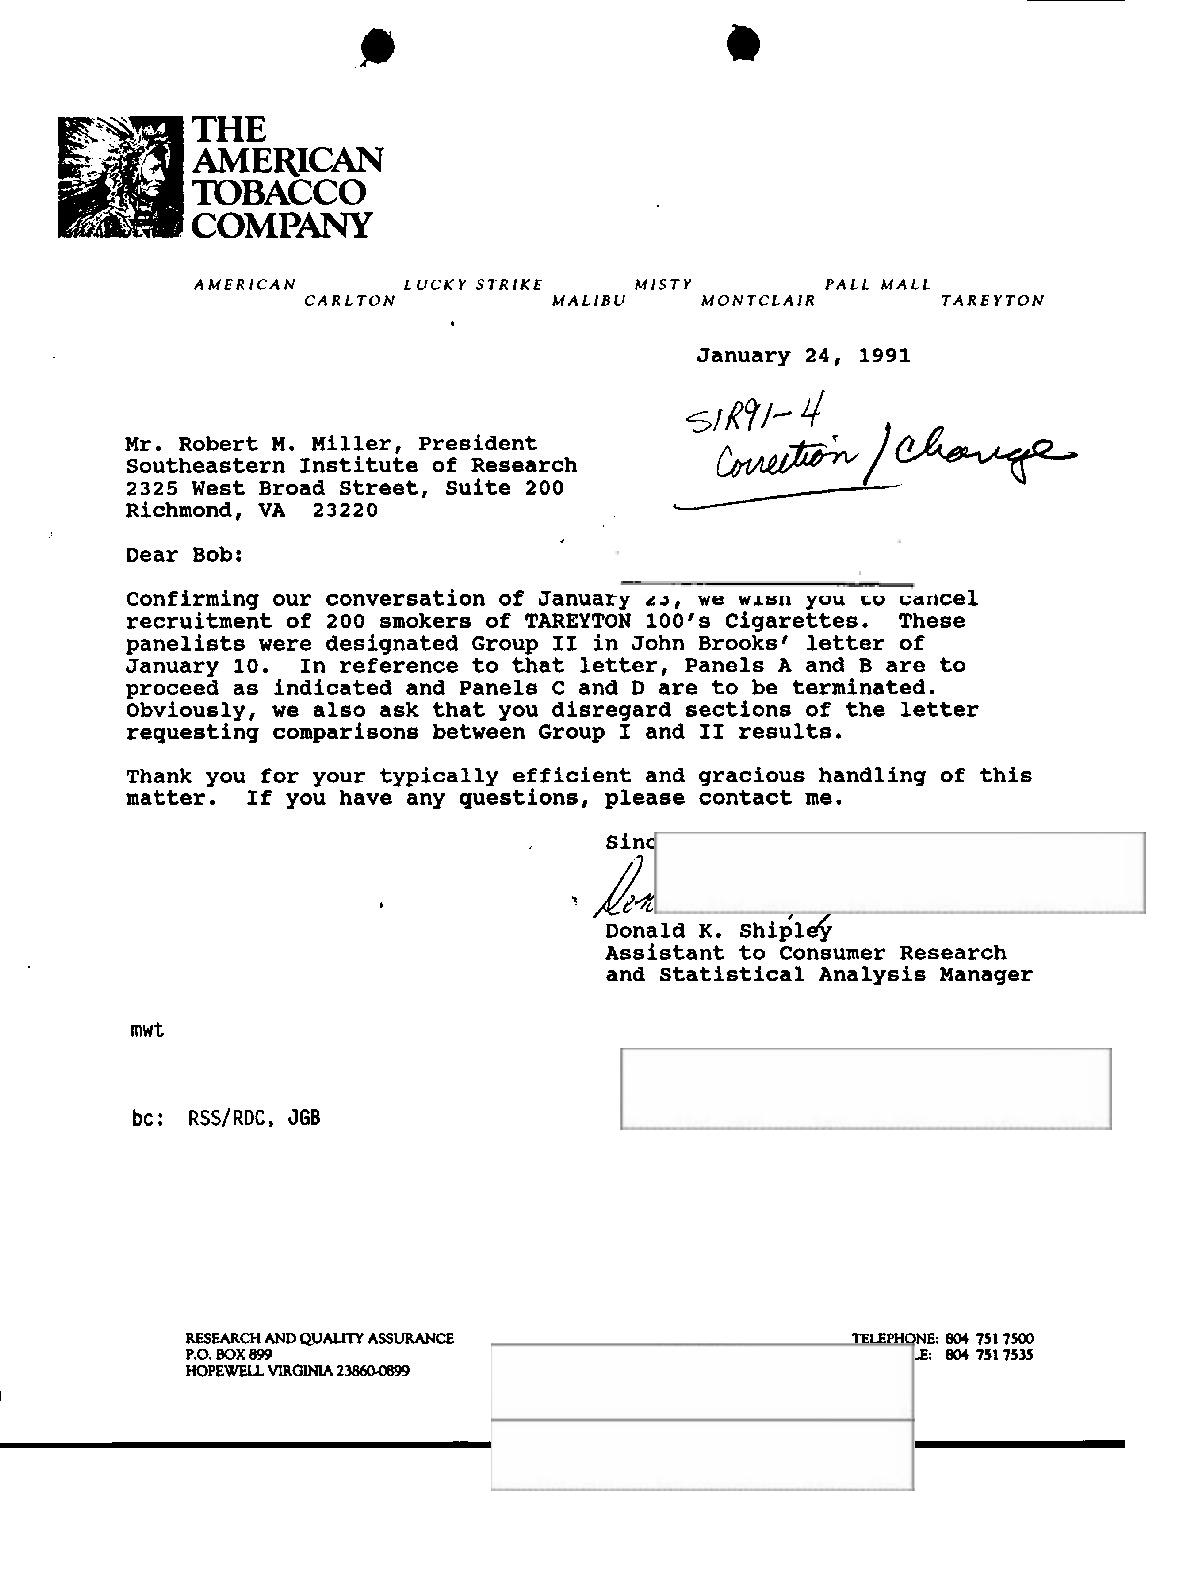 THE
AMERICAN
TOBACCO
COMPANY
AMERICAN LUCKY STRIKE MISTY PALL MALL
CARLTON MALIBU MONTCLAIR TAREYTON
January 24, 1991
SIR91-4
Correction / Change
Mr. Robert M. Miller, President
Southeastern Institute of Research
2325 West Broad Street, Suite 200
Richmond, VA 23220
Dear Bob:
Confirming our conversation of January 23, we wish you to cancel
recruitment of 200 smokers of TAREYTON 100's Cigarettes. These
panelists were designated Group II in John Brooks' letter of
January 10. In reference to that letter, Panels A and B are to
proceed as indicated and Panels C and D are to be terminated.
Obviously, we also ask that you disregard sections of the letter
requesting comparisons between Group I and II results.
Thank you for your typically efficient and gracious handling of this
matter. If you have any questions, please contact me.
Sinc
Don
Donald K. Shipley
Assistant to Consumer Research
and Statistical Analysis Manager
mwt
bc: RSS/RDC, JGB
RESEARCH AND QUALITY ASSURANCE TELEPHONE: 804 751 7500
P.O. BOX 899 E: 804 751 7535
HOPEWELL VIRGINIA 23860-0899